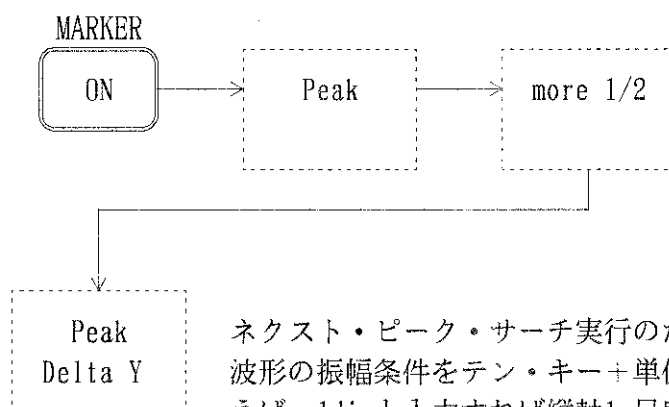 MARKER
ON
Peak
more 1/2
Peak
Delta Y
ネクスト・ピーク・サーチ実行の
波形の振幅条件をテン・キー+単